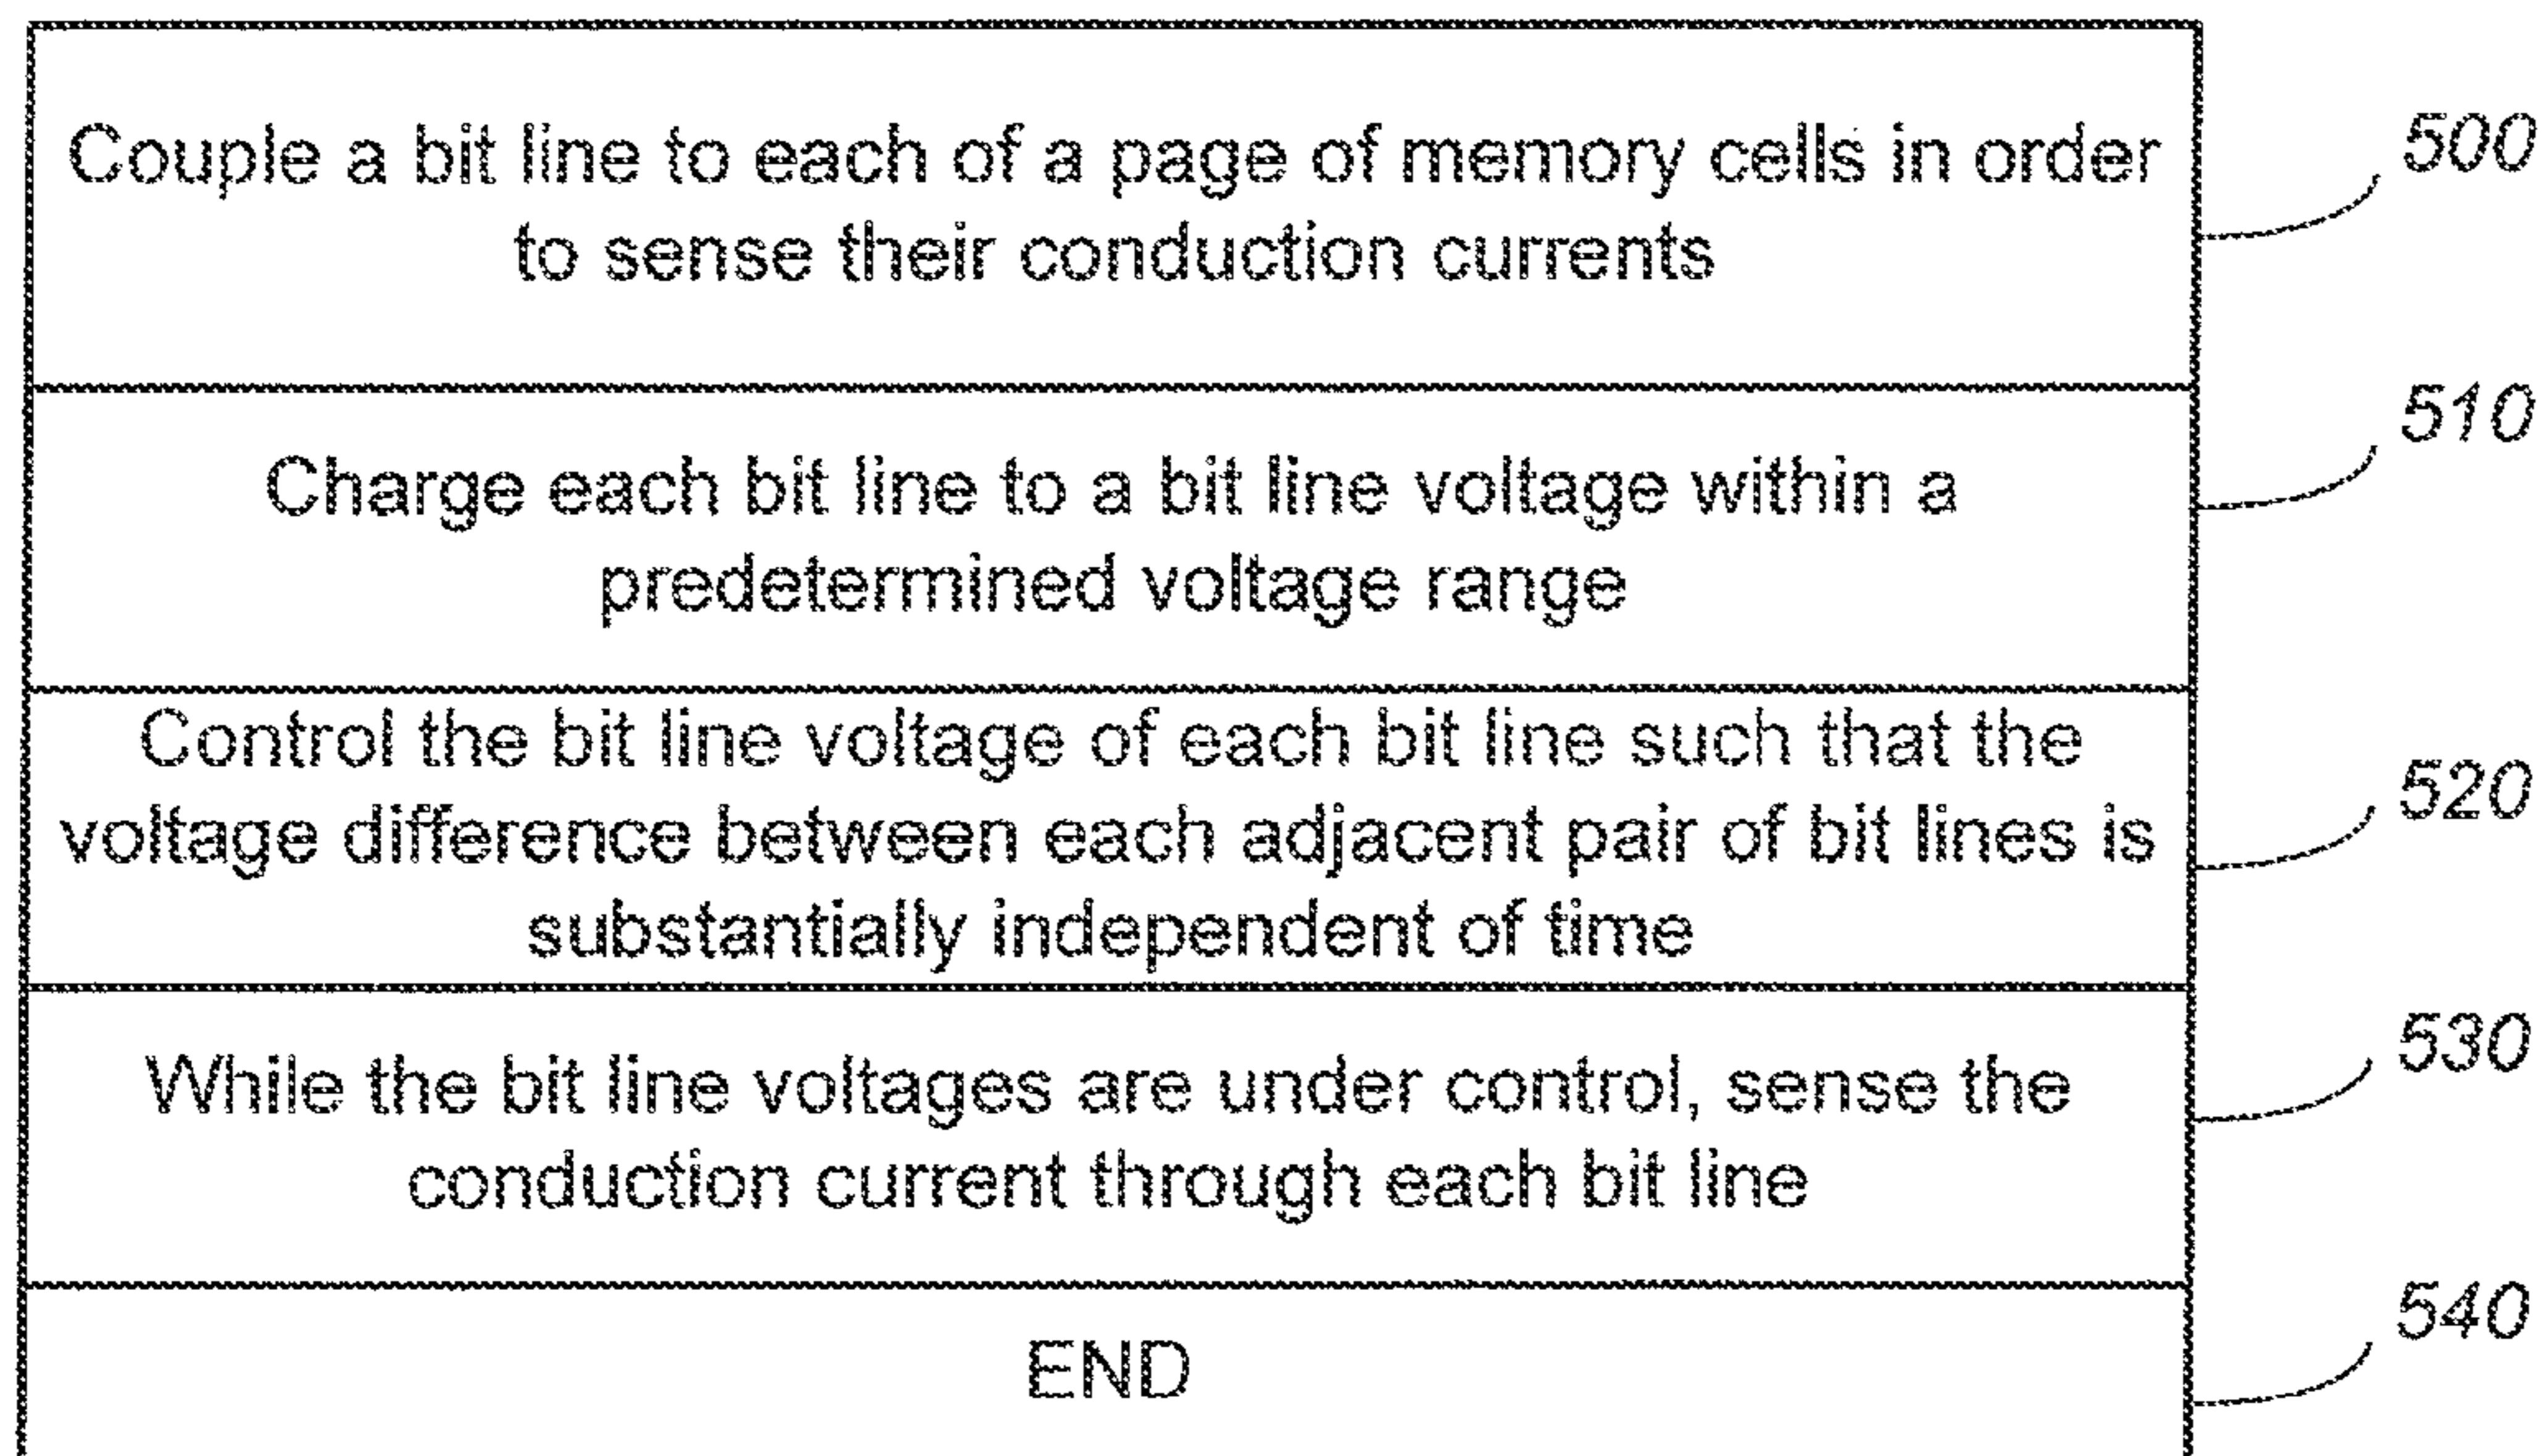 Couple a bit line to each of a page of memory cells in order
to sense their conduction currents
500
Charge each bit line to a bit line voltage within a
predetermined voltage range
510
Control the bit line voltage of each bit line such that the
voltage difference between each adjacent pair of bit lines is
substantially independent of time
520
While the bit line voltages are under control, sense the
conduction current through each bit line
530
END
540